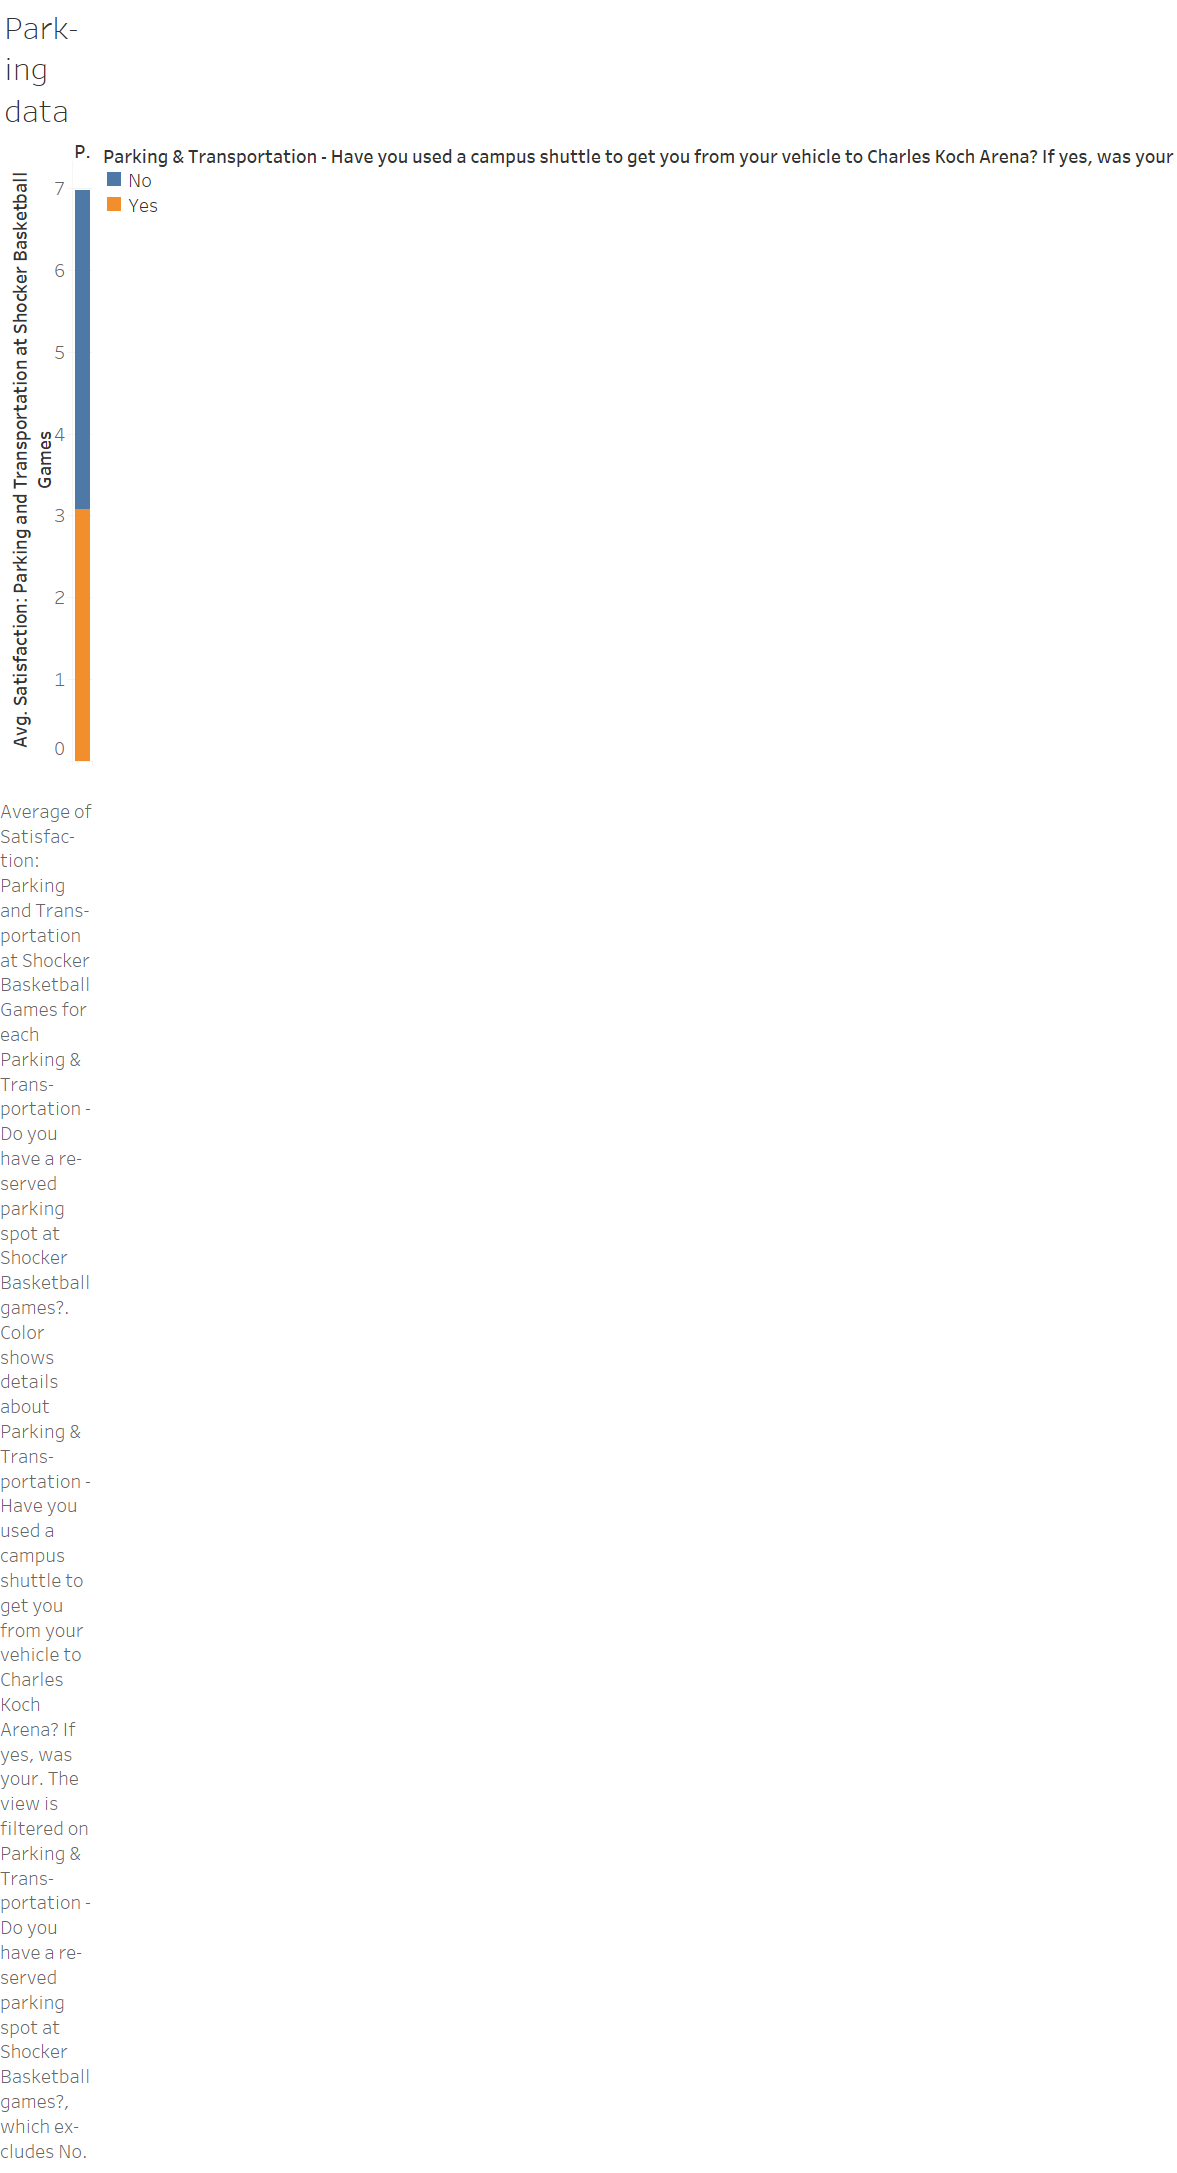 Park-
ing
data
P.
Parking & Transportation - Have you used a campus shuttle to get you from your vehicle to Charles Koch Arena? If yes, was your
No
Yes
Avg. Satisfaction: Parking and Transportation at Shocker Basketball
Games
7
6
5
4
3
2
1
0
Average of
Satisfac-
tion:
Parking
and Trans-
portation
at Shocker
Basketball
Games for
each
Parking &
Trans-
portation -
Do you
have a re-
served
parking
spot at
Shocker
Basketball
games?.
Color
shows
details
about
Parking &
Trans-
portation -
Have you
used a
campus
shuttle to
get you
from your
vehicle to
Charles
Koch
Arena? If
yes, was
your. The
view is
filtered on
Parking &
Trans-
portation -
Do you
have a re-
served
parking
spot at
Shocker
Basketball
games?,
which ex-
cludes No.